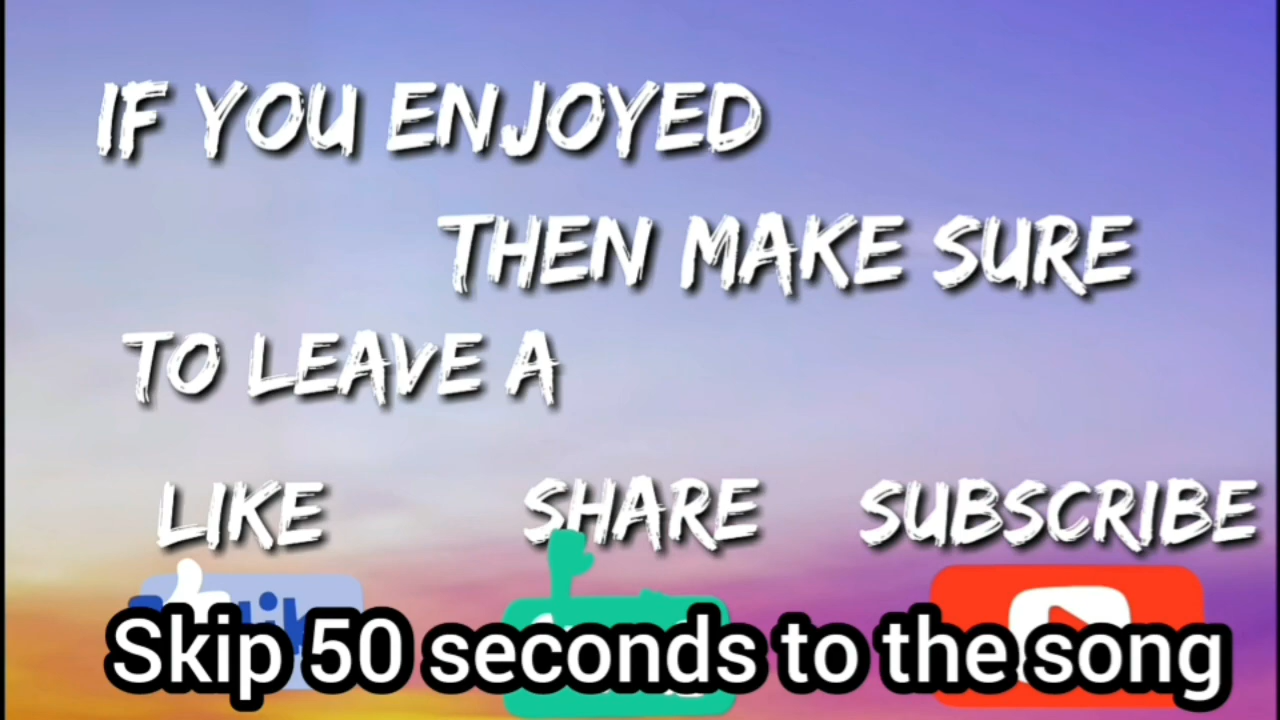 IF YOU ENJOYED
THEN MAKE SURE
TO LEAVE A
LIKE SHARE SUBSCRIBE
Skip 50 seconds to the song